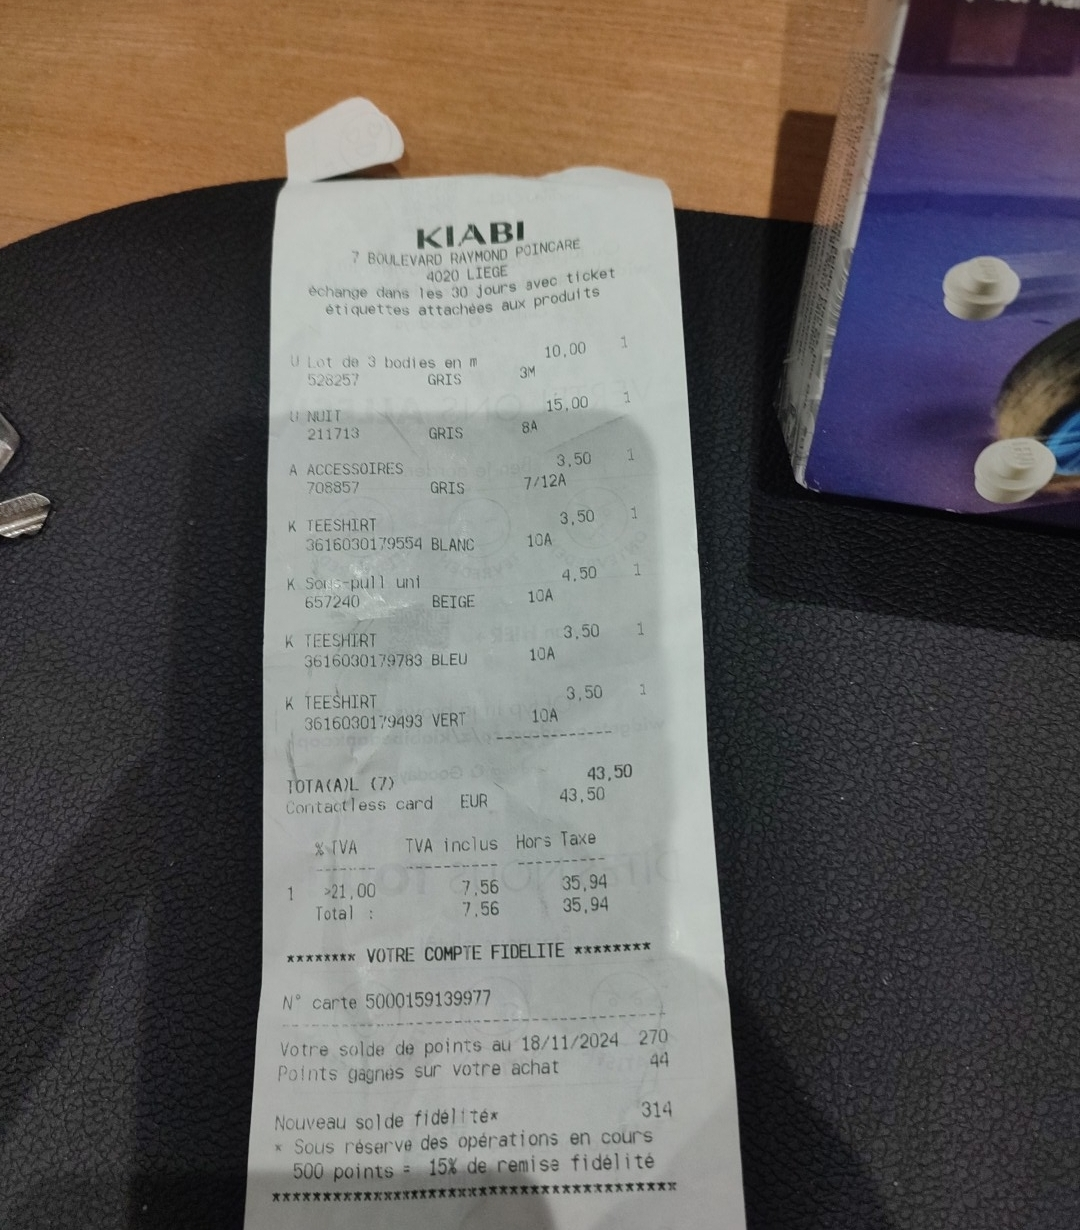 KIABI
7 BOULEVARD RAYMOND POINCARÉ
4020 LIEGE
échange dans les 30 jours avec ticket
étiquettes attachées aux produits
U Lot de 3 bodies en m 10,00 1
528257 GRIS 3M
U NUIT 15,00 1
211713 GRIS 8A
A ACCESSOIRES 3,50 1
708857 GRIS 7/12A
K TEESHIRT 3,50 1
3616030179554 BLANC 10A
K Sous-pull uni 4,50 1
657240 BEIGE 10A
K TEESHIRT 3,50 1
3616030179783 BLEU 10A
K TEESHIRT 3,50 1
3616030179493 VERT 10A
------------
TOTA(A)L (7) 43,50
Contactless card EUR 43,50
% TVA TVA inclus Hors Taxe
------- ----------- -----------
1 >21,00 7,56 35,94
Total : 7,56 35,94
******** VOTRE COMPTE FIDELITE ********
N° carte 5000159139977
---------------------------------------
Votre solde de points au 18/11/2024 270
Points gagnés sur votre achat 44
Nouveau solde fidélité* 314
* Sous réserve des opérations en cours
500 points = 15% de remise fidélité
****************************************